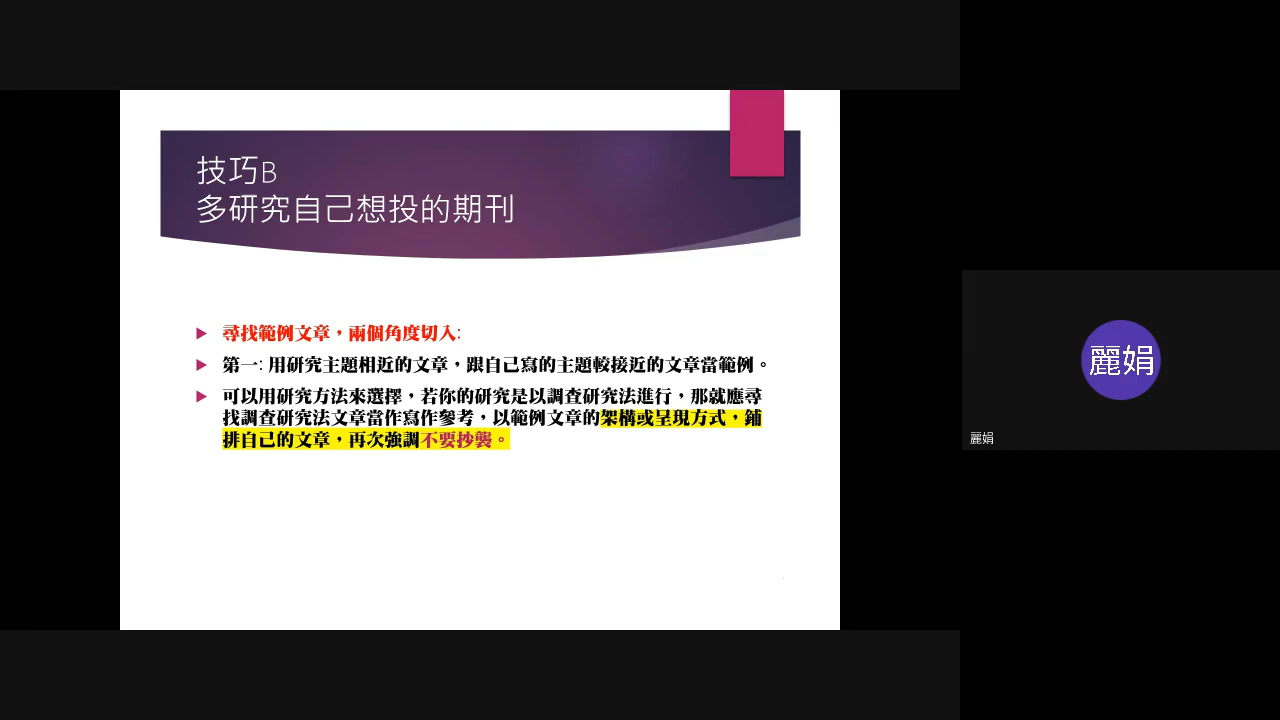 技巧B
多研究自己想投的期刊
尋找範例文章，兩個角度切入:
第一: 用研究主題相近的文章，跟自己寫的主題較接近的文章當範例。
可以用研究方法來選擇，若你的研究是以調查研究法進行，那就應尋
找調查研究法文章當作寫作參考，以範例文章的架構或呈現方式，鋪
排自己的文章，再次強調不要抄襲。
麗娟
麗娟